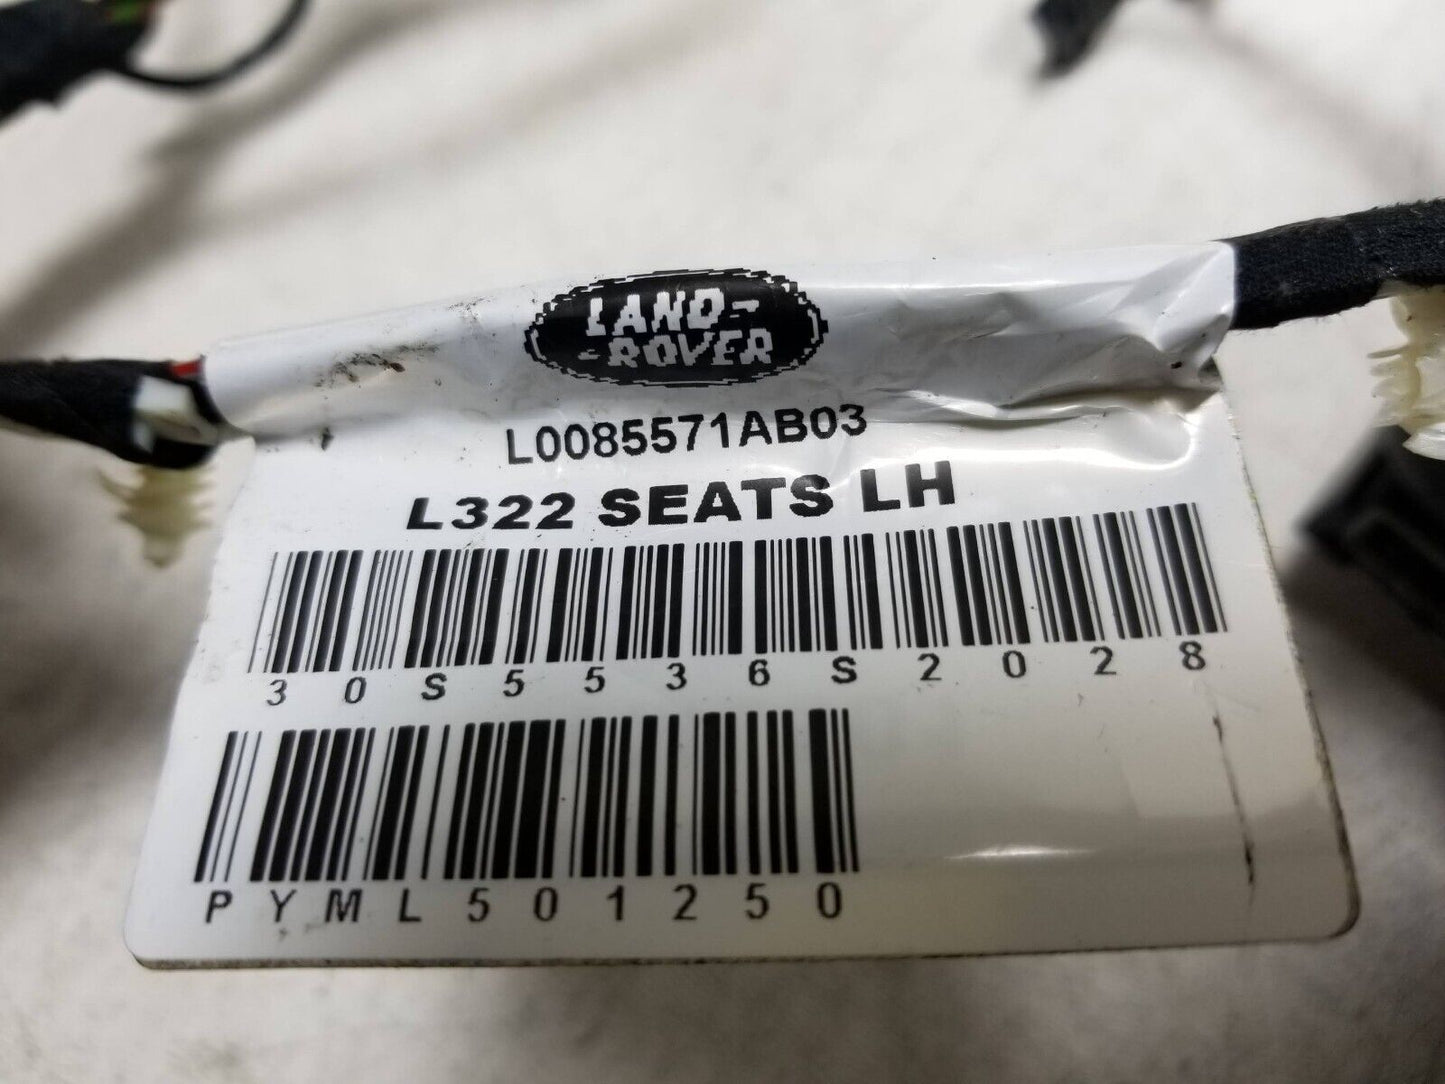 LAND-
-ROVER
L0085571AB03
L322 SEATS LH
30S5536S2028
PYML501250